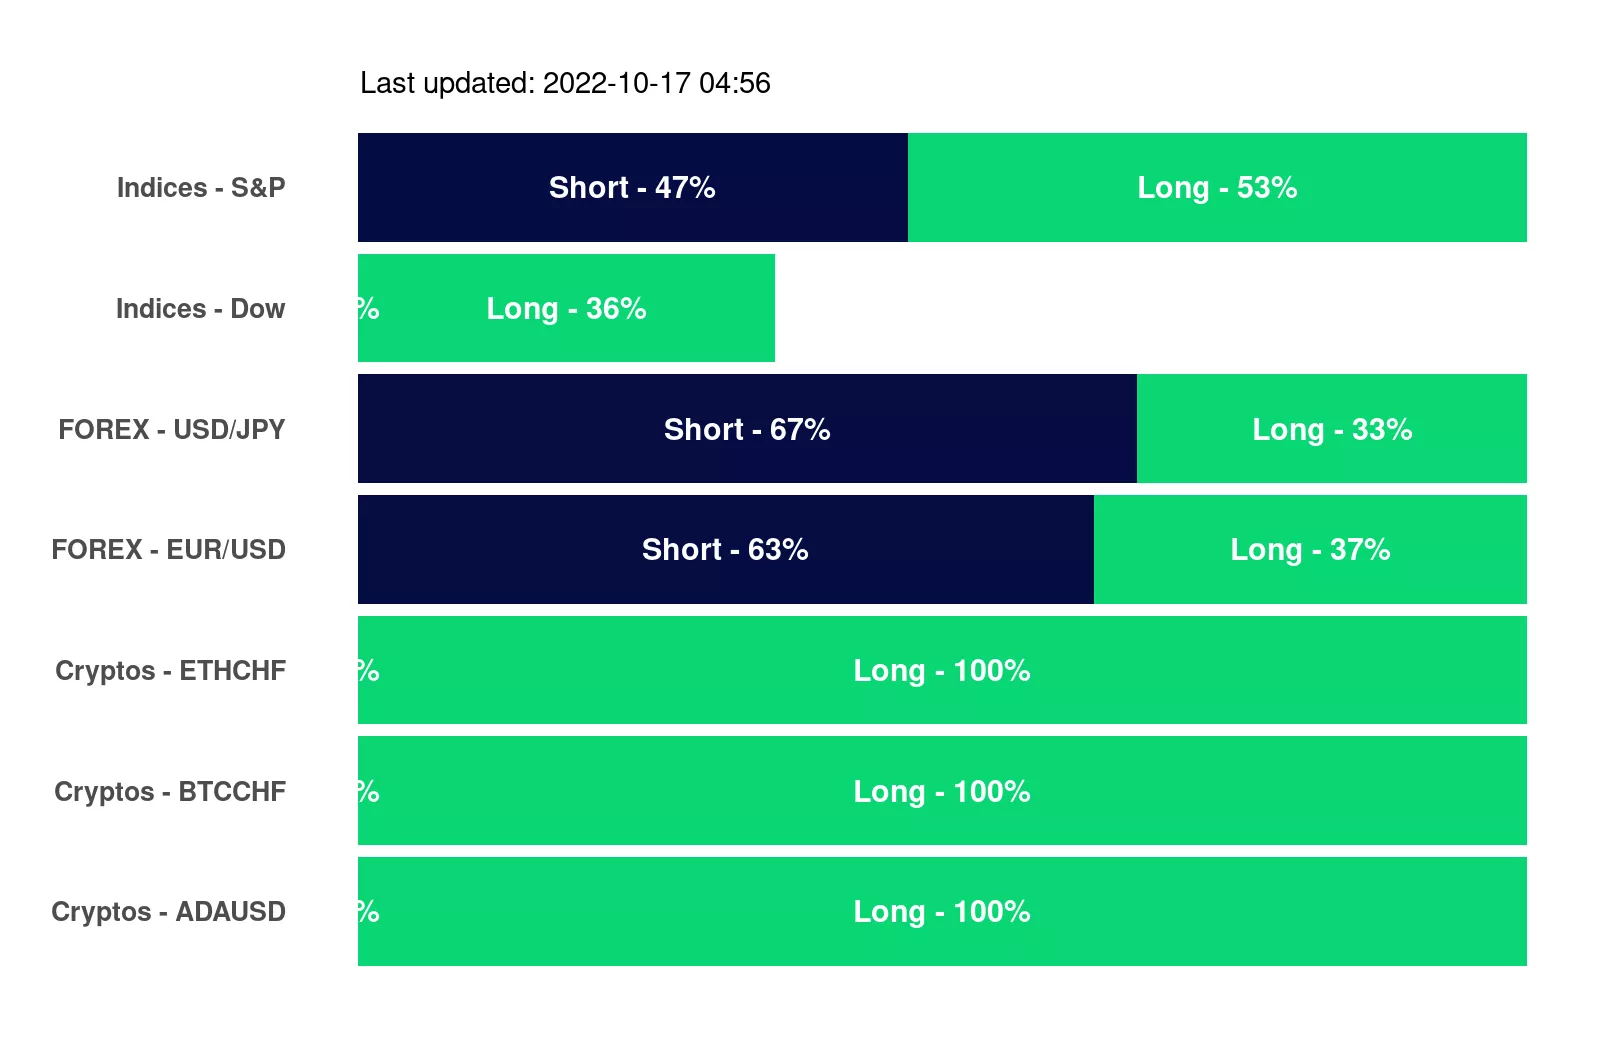 Last updated: 2022-10-17 04:56
Indices - S&P Short - 47% Long - 53%
Indices - Dow % Long - 36%
FOREX - USD/JPY Short - 67% Long - 33%
FOREX - EUR/USD Short - 63% Long - 37%
Cryptos - ETHCHF % Long - 100%
Cryptos - BTCCHF % Long - 100%
Cryptos - ADAUSD % Long - 100%